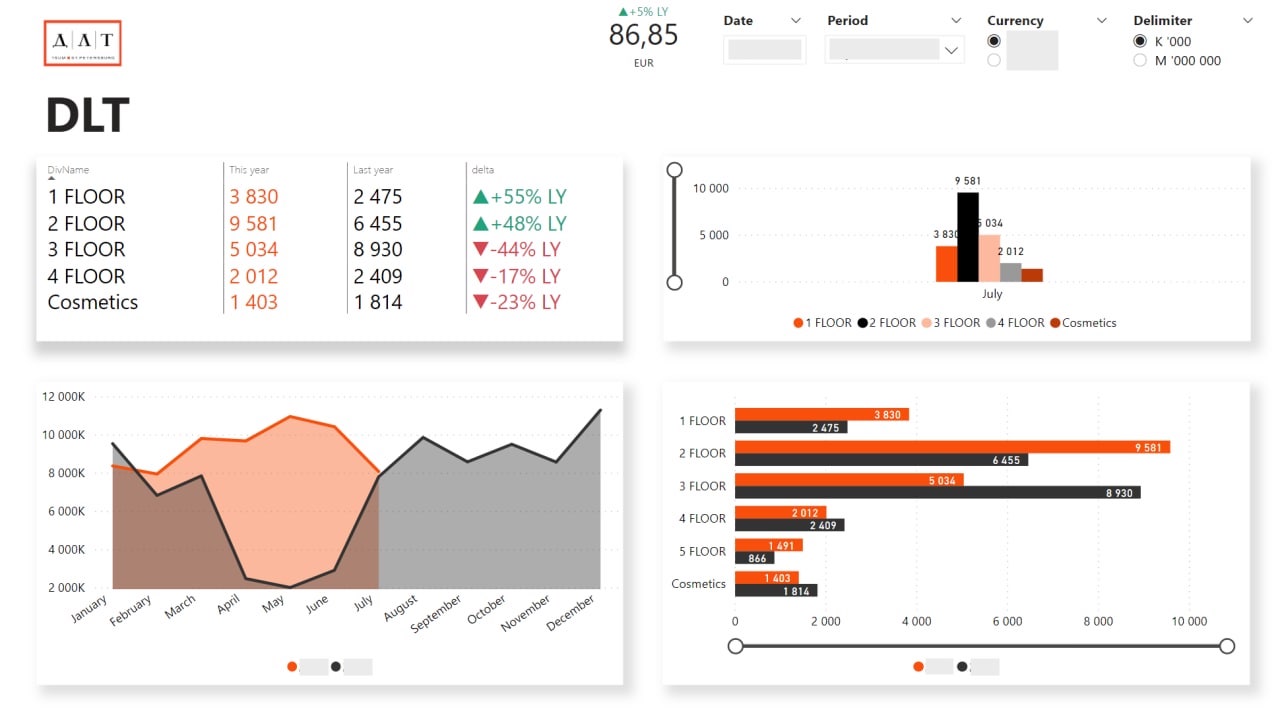 ДЛТ
+5% LY
86,85
EUR
Date
Period
Currency
Delimiter
K '000
M '000 000
DLT
DivName This year Last year delta
1 FLOOR 3 830 2 475 ▲+55% LY
2 FLOOR 9 581 6 455 ▲+48% LY
3 FLOOR 5 034 8 930 ▼-44% LY
4 FLOOR 2 012 2 409 ▼-17% LY
Cosmetics 1 403 1 814 ▼-23% LY
9 581
10 000
5 034
5 000
3 830
2 012
0
July
1 FLOOR 2 FLOOR 3 FLOOR 4 FLOOR Cosmetics
12 000K
10 000K
8 000K
6 000K
4 000K
2 000K
January February March April May June July August September October November December
1 FLOOR 3 830
2 475
2 FLOOR 9 581
6 455
3 FLOOR 5 034
8 930
4 FLOOR 2 012
2 409
5 FLOOR 1 491
866
Cosmetics 1 403
1 814
0 2 000 4 000 6 000 8 000 10 000